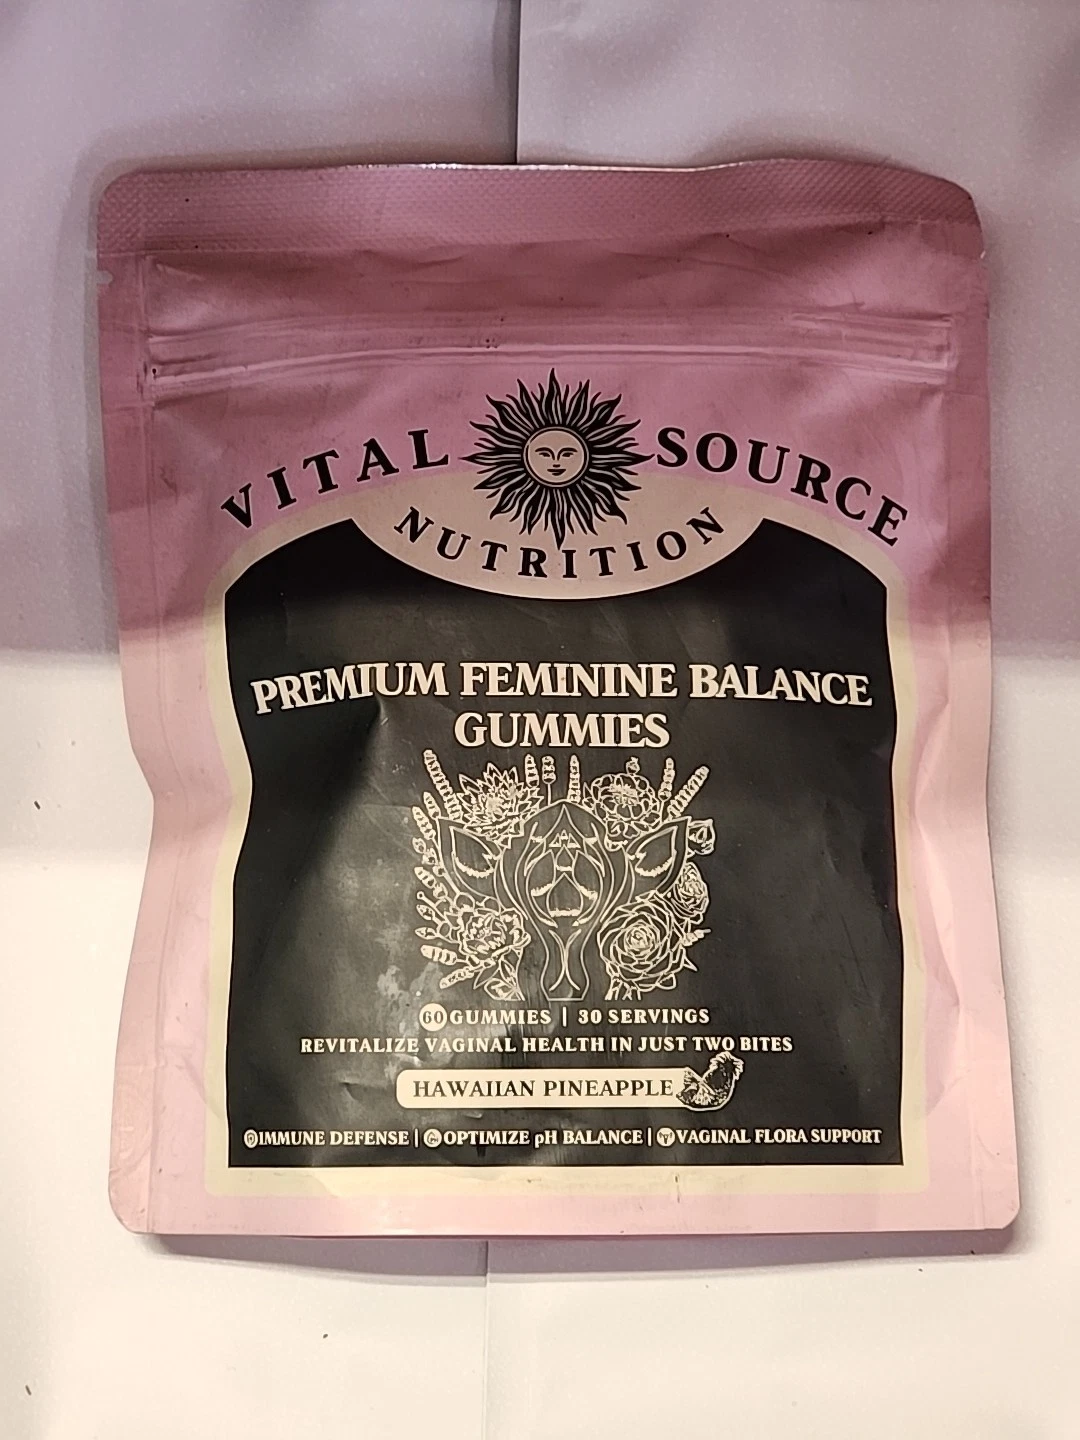 VITAL SOURCE
NUTRITION
PREMIUM FEMININE BALANCE
GUMMIES
60 GUMMIES | 30 SERVINGS
REVITALIZE VAGINAL HEALTH IN JUST TWO BITES
HAWAIIAN PINEAPPLE
IMMUNE DEFENSE | OPTIMIZE pH BALANCE | VAGINAL FLORA SUPPORT